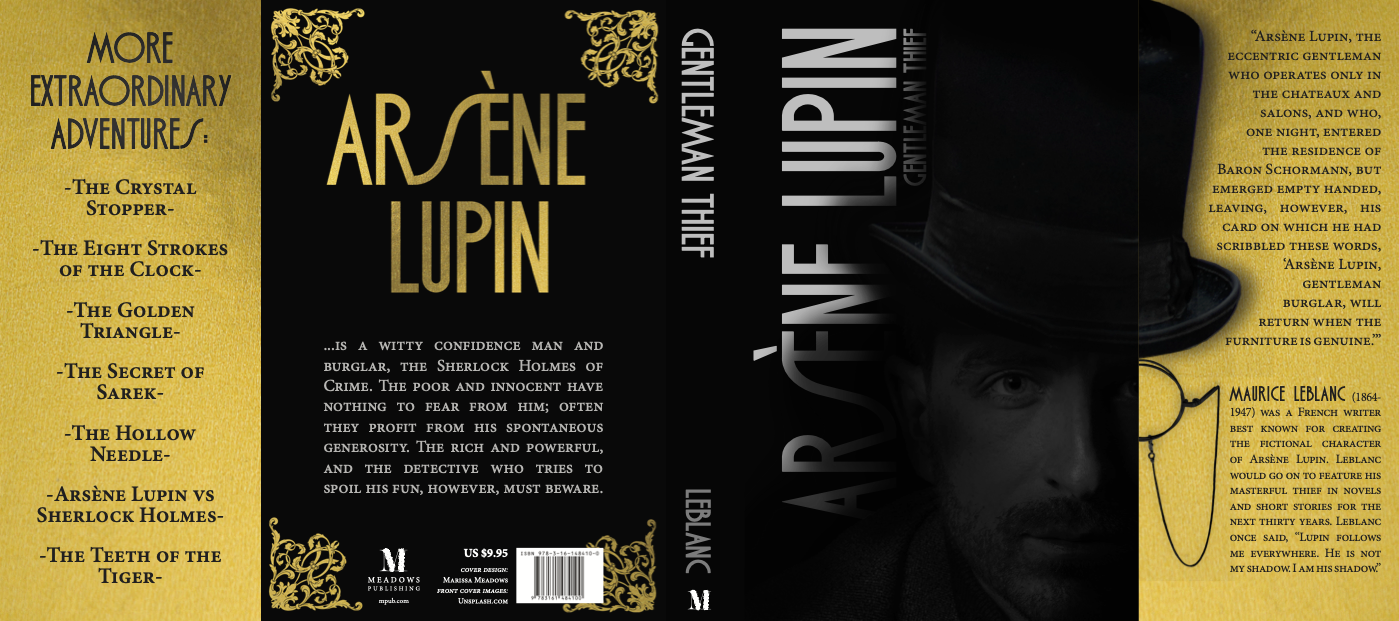 MORE
EXTRAORDINARY
ADVENTURES:
-The Crystal
Stopper-
-The Eight Strokes
of the Clock-
-The Golden
Triangle-
-The Secret of
Sarek-
-The Hollow
Needle-
-Arsène Lupin vs
Sherlock Holmes-
-The Teeth of the
Tiger-
ARSÈNE
LUPIN
...is a witty confidence man and
burglar, the Sherlock Holmes of
Crime. The poor and innocent have
nothing to fear from him; often
they profit from his spontaneous
generosity. The rich and powerful,
and the detective who tries to
spoil his fun, however, must beware.
M
MEADOWS
PUBLISHING
mpub.com
US $9.95
cover design:
Marissa Meadows
front cover images:
Unsplash.com
ISBN 978-3-16-148410-0
9 783161 484100
GENTLEMAN THIEF
LEBLANC
M
ARSÈNE LUPIN
GENTLEMAN THIEF
“Arsène Lupin, the
eccentric gentleman
who operates only in
the chateaux and
salons, and who,
one night, entered
the residence of
Baron Schormann, but
emerged empty handed,
leaving, however, his
card on which he had
scribbled these words,
‘Arsène Lupin,
gentleman
burglar, will
return when the
furniture is genuine.’”
MAURICE LEBLANC (1864-
1947) was a French writer
best known for creating
the fictional character
of Arsène Lupin. Leblanc
would go on to feature his
masterful thief in novels
and short stories for the
next thirty years. Leblanc
once said, “Lupin follows
me everywhere. He is not
my shadow. I am his shadow.”